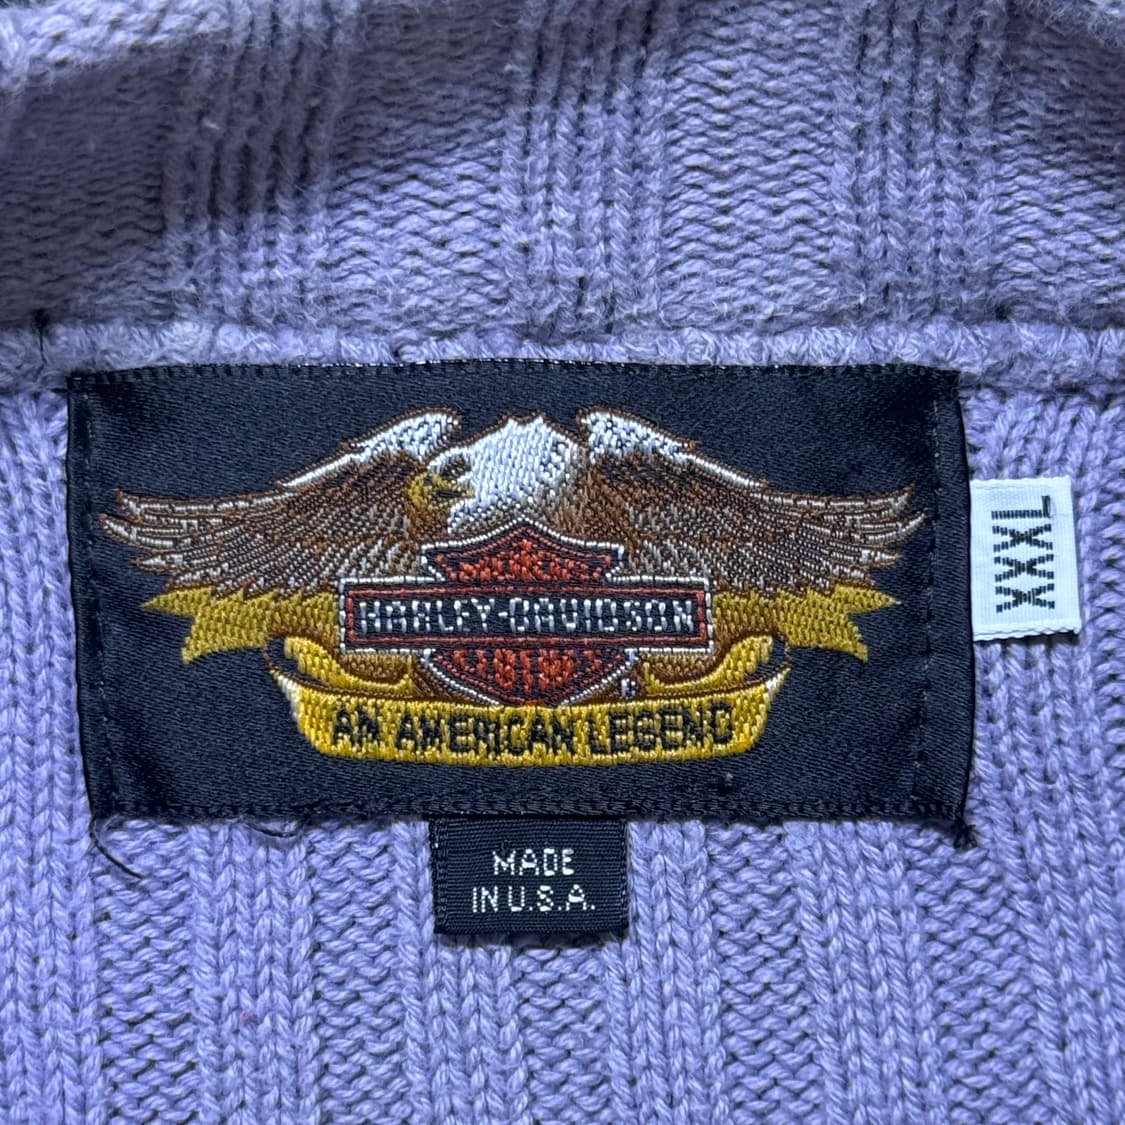 HARLEY-DAVIDSON
®
AN AMERICAN LEGEND
XXXL
MADE
IN U.S.A.